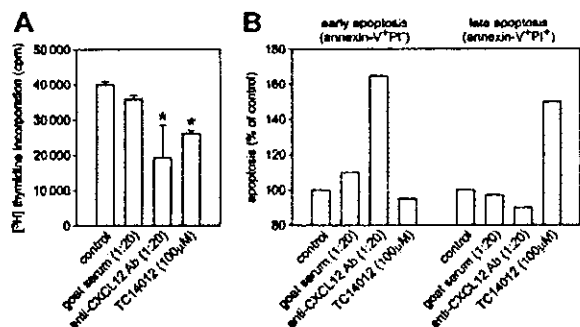 A
B
early apoptosis
(annexin-V⁺PI⁻)
late apoptosis
(annexin-V⁺PI⁺)
[³H] thymidine incorporation (cpm)
50 000
40 000
30 000
20 000
10 000
0
*
*
control
goat serum (1:20)
anti-CXCL12 Ab (1:20)
TC14012 (100µM)
apoptosis (% of control)
180
160
140
120
100
80
control
goat serum (1:20)
anti-CXCL12 Ab (1:20)
TC14012 (100µM)
control
goat serum (1:20)
anti-CXCL12 Ab (1:20)
TC14012 (100µM)